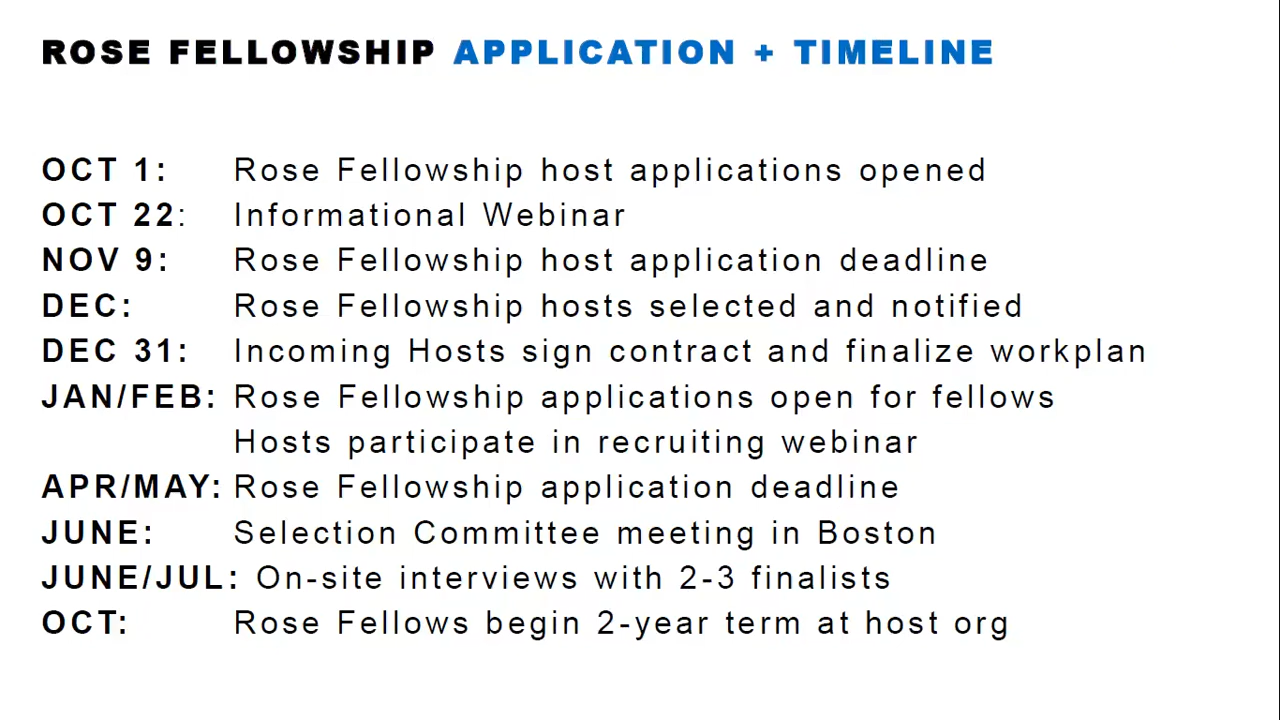 ROSE FELLOWSHIP APPLICATION + TIMELINE
OCT 1: Rose Fellowship host applications opened
OCT 22: Informational Webinar
NOV 9: Rose Fellowship host application deadline
DEC: Rose Fellowship hosts selected and notified
DEC 31: Incoming Hosts sign contract and finalize workplan
JAN/FEB: Rose Fellowship applications open for fellows
Hosts participate in recruiting webinar
APR/MAY: Rose Fellowship application deadline
JUNE: Selection Committee meeting in Boston
JUNE/JUL: On-site interviews with 2-3 finalists
OCT: Rose Fellows begin 2-year term at host org